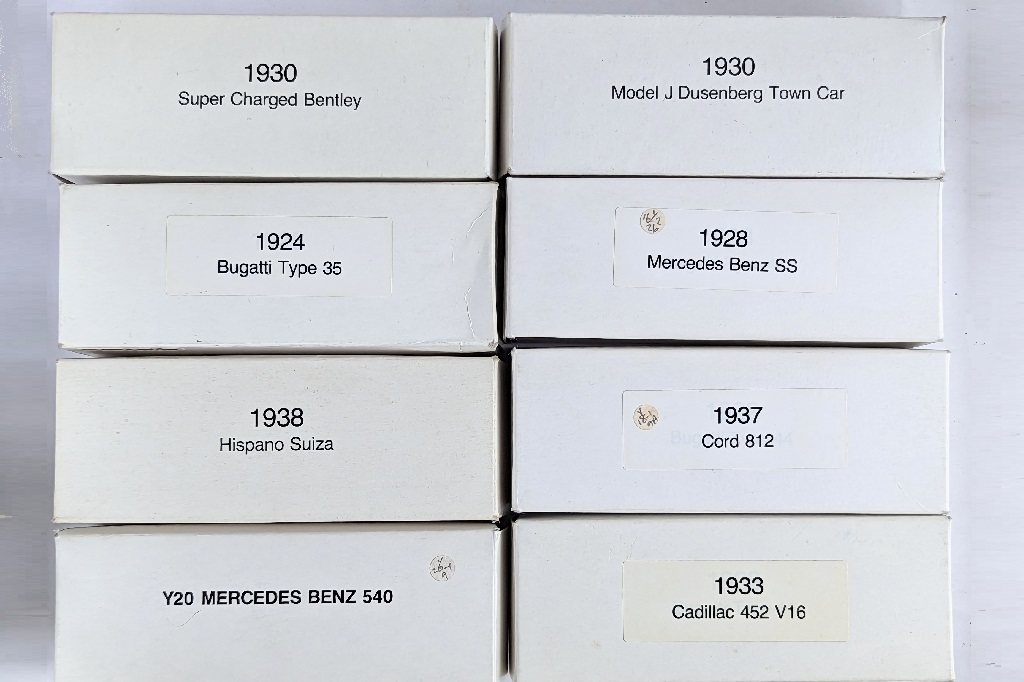 1930
Super Charged Bentley
1930
Model J Dusenberg Town Car
1924
Bugatti Type 35
1928
Mercedes Benz SS
1938
Hispano Suiza
1937
Cord 812
Y20 MERCEDES BENZ 540
1933
Cadillac 452 V16